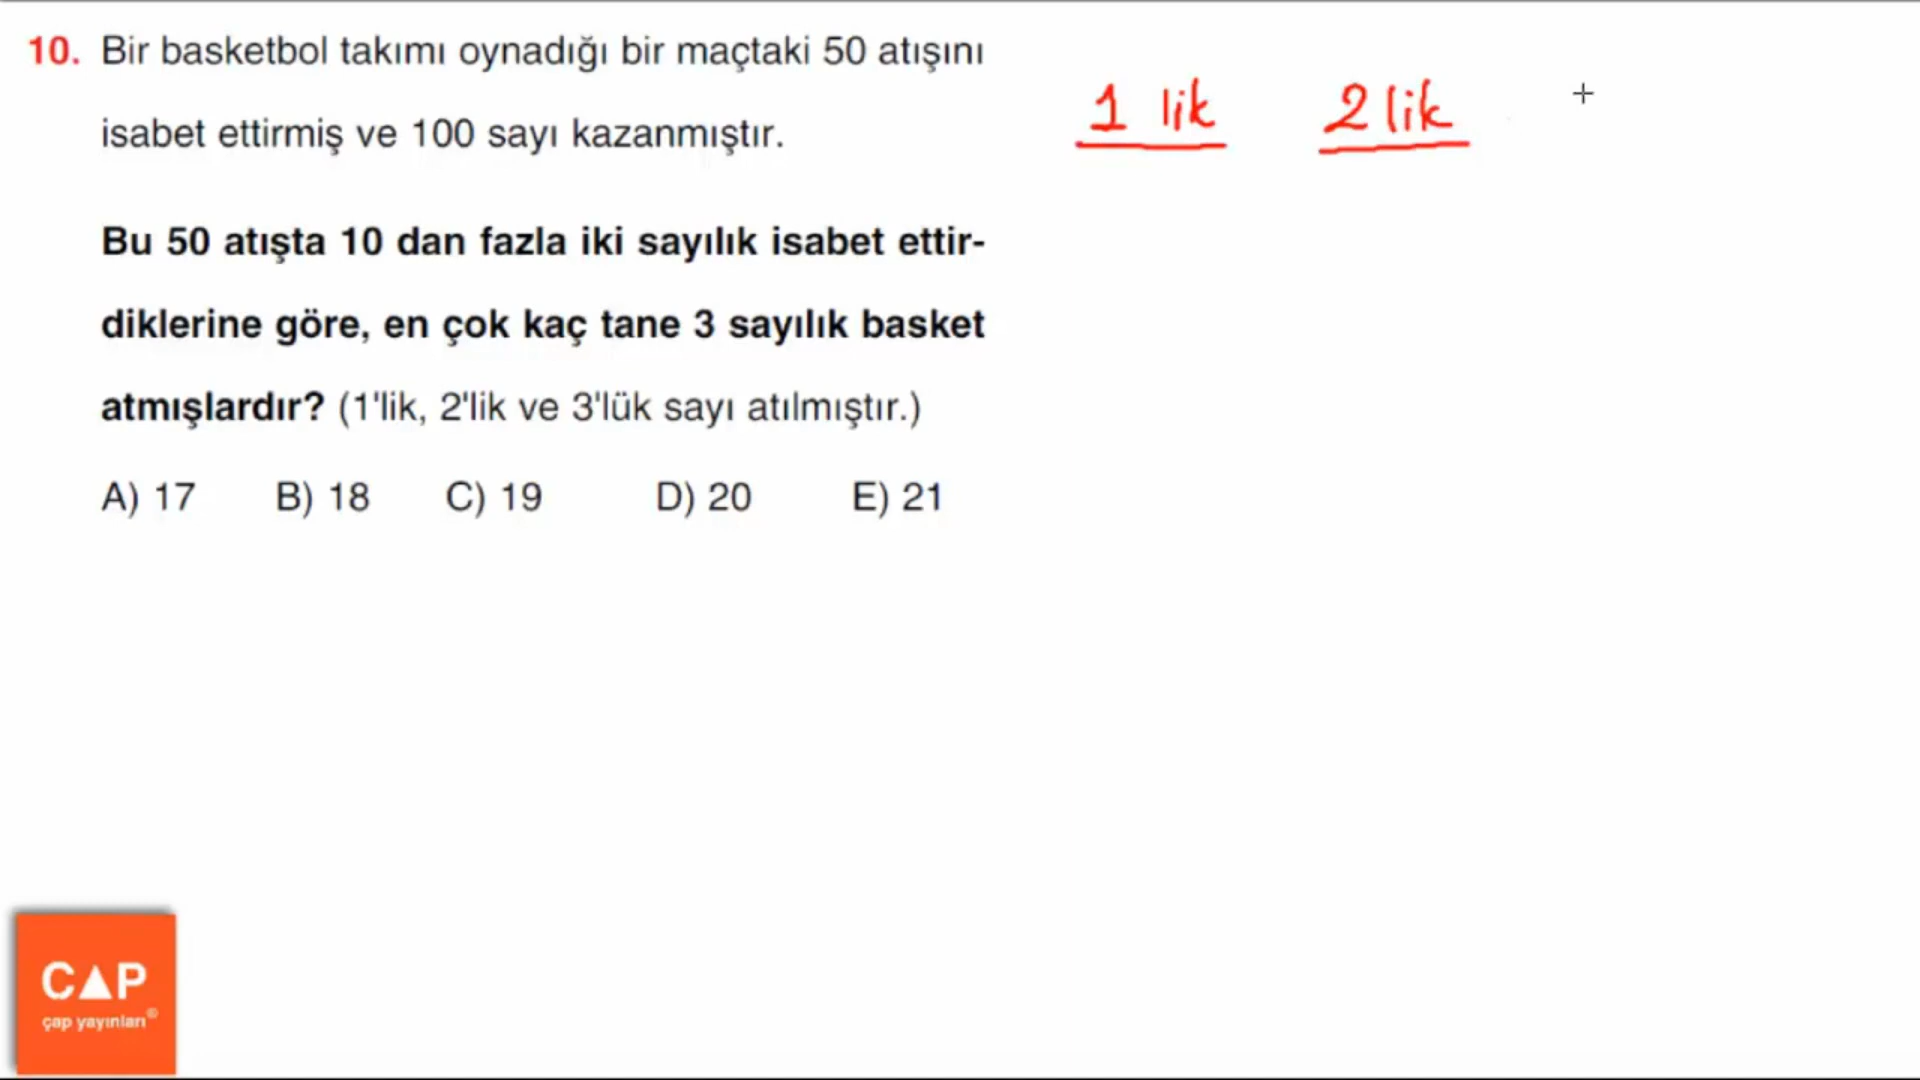 10. Bir basketbol takımı oynadığı bir maçtaki 50 atışını
isabet ettirmiş ve 100 sayı kazanmıştır.
Bu 50 atışta 10 dan fazla iki sayılık isabet ettir-
diklerine göre, en çok kaç tane 3 sayılık basket
atmışlardır? (1'lik, 2'lik ve 3'lük sayı atılmıştır.)
A) 17 B) 18 C) 19 D) 20 E) 21
1 lik 2 lik
ÇAP
çap yayınları®